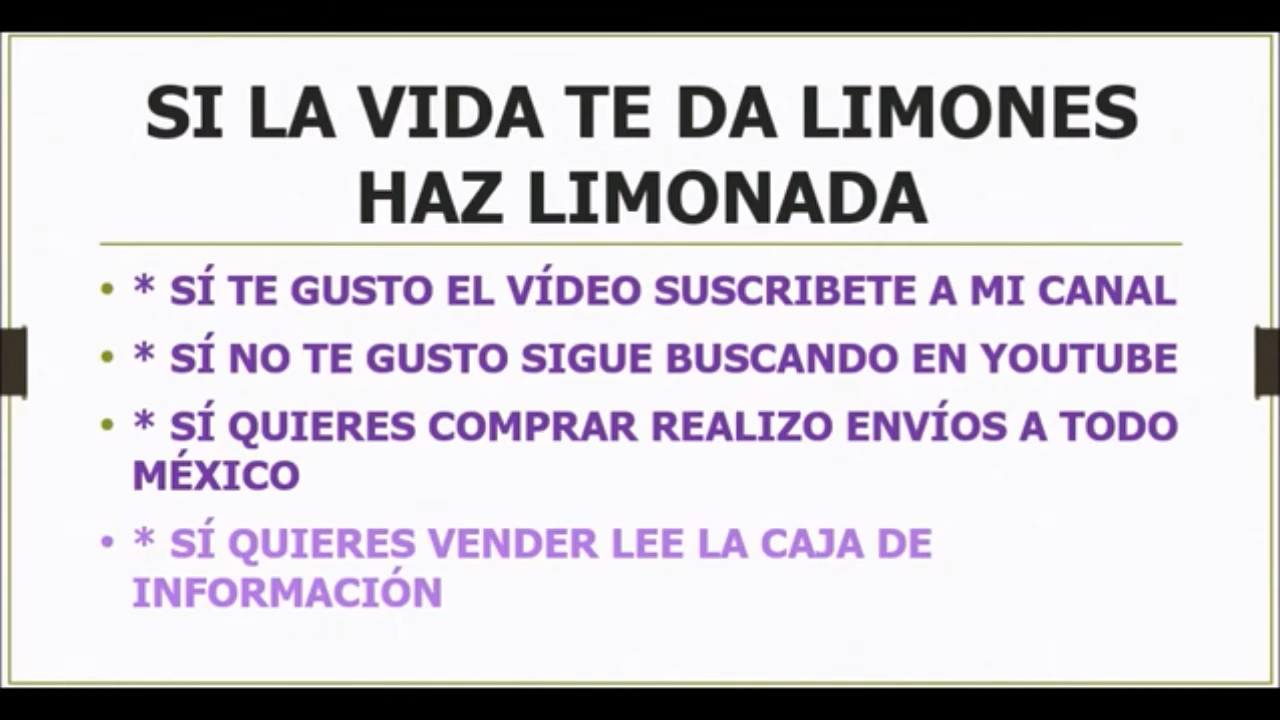 SI LA VIDA TE DA LIMONES
HAZ LIMONADA
• * SÍ TE GUSTO EL VÍDEO SUSCRIBETE A MI CANAL
• * SÍ NO TE GUSTO SIGUE BUSCANDO EN YOUTUBE
• * SÍ QUIERES COMPRAR REALIZO ENVÍOS A TODO
MÉXICO
• * SÍ QUIERES VENDER LEE LA CAJA DE
INFORMACIÓN